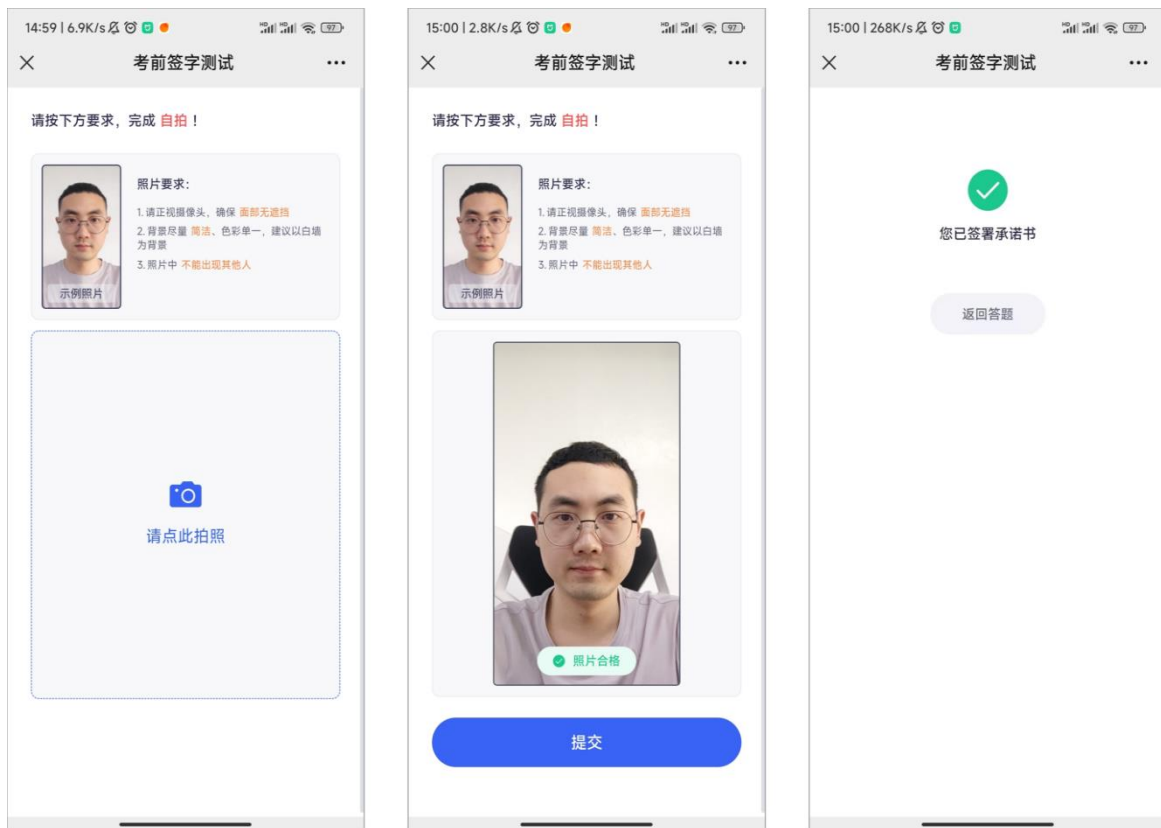 14:59 | 6.9K/s
97
考前签字测试
请按下方要求，完成 自拍！
照片要求：
1. 请正视摄像头，确保 面部无遮挡
2. 背景尽量 简洁、色彩单一，建议以白墙
为背景
3. 照片中 不能出现其他人
示例照片
请点此拍照
15:00 | 2.8K/s
97
考前签字测试
请按下方要求，完成 自拍！
照片要求：
1. 请正视摄像头，确保 面部无遮挡
2. 背景尽量 简洁、色彩单一，建议以白墙
为背景
3. 照片中 不能出现其他人
示例照片
照片合格
提交
15:00 | 268K/s
97
考前签字测试
您已签署承诺书
返回答题